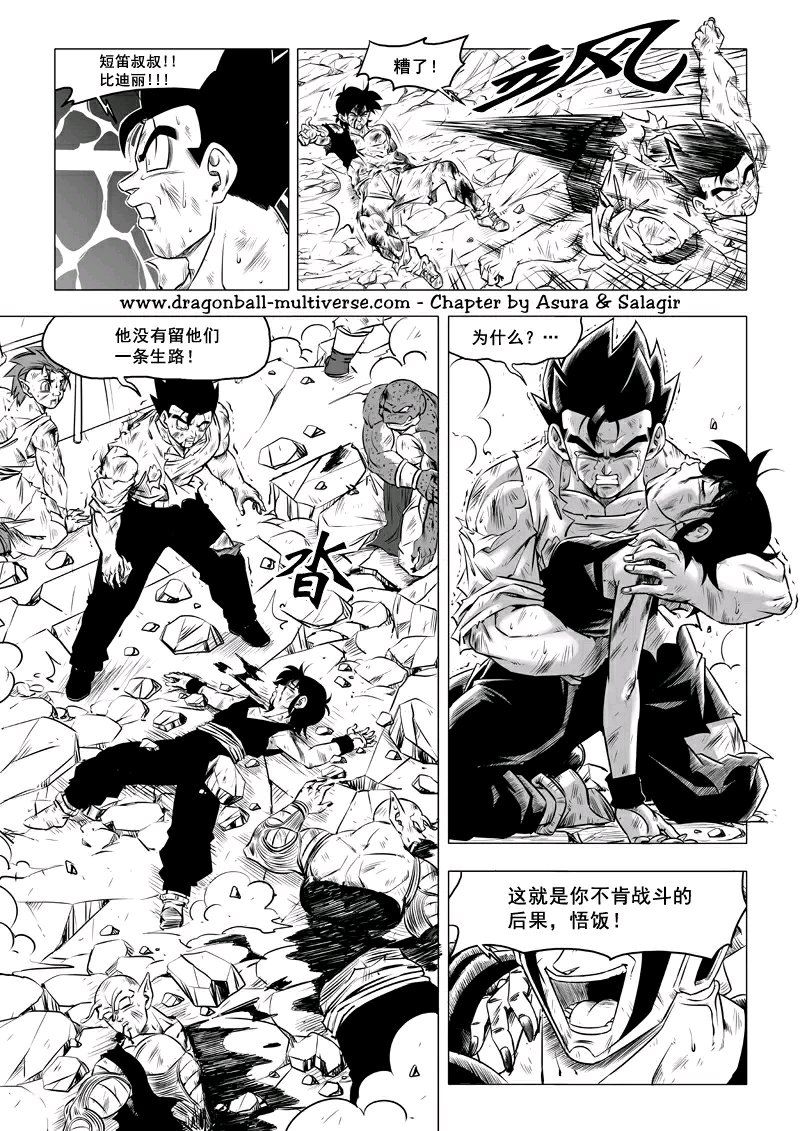 短笛叔叔!!
比迪丽!!!
糟了!
飒
www.dragonball-multiverse.com - Chapter by Asura & Salagir
他没有留他们
一条生路!
沓
为什么? …
这就是你不肯战斗的
后果，悟饭!